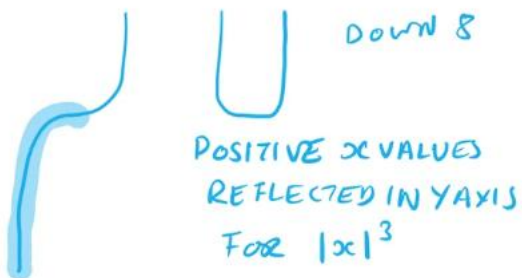 DOWN 8
POSITIVE x VALUES
REFLECTED IN Y AXIS
FOR |x|³